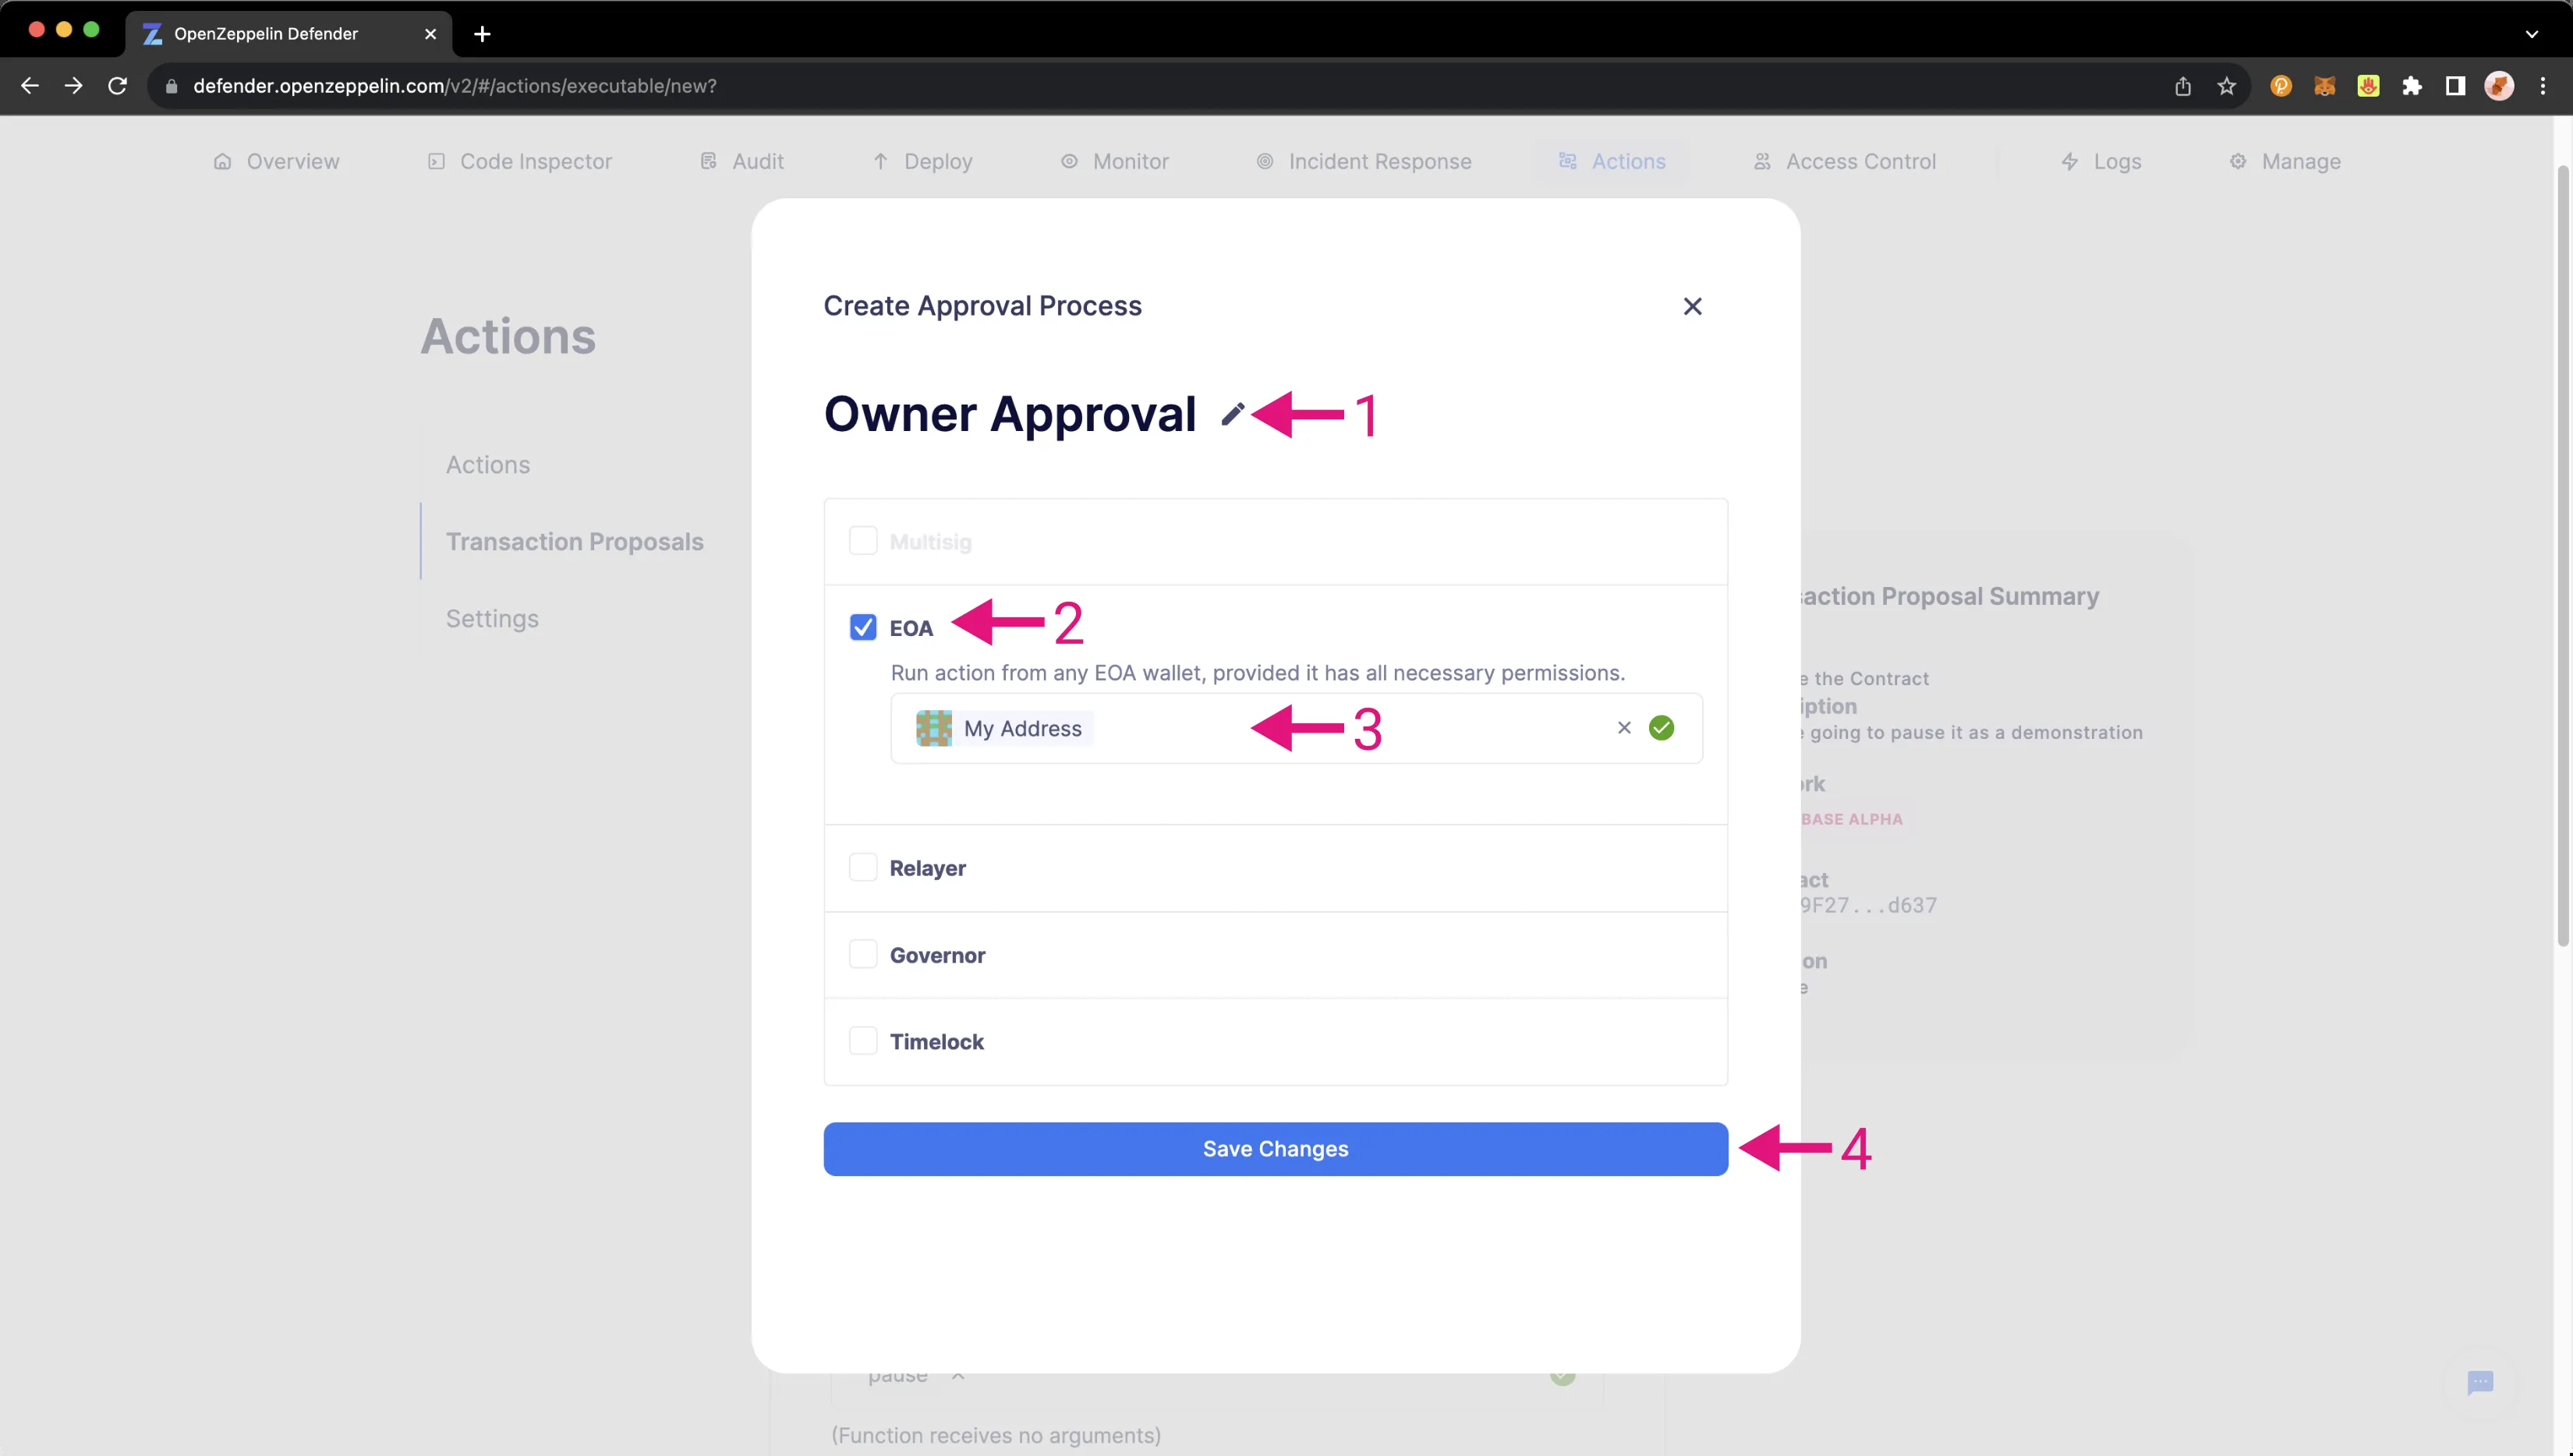 OpenZeppelin Defender
defender.openzeppelin.com/v2/#/actions/executable/new?
Overview
Code Inspector
Audit
Deploy
Monitor
Incident Response
Actions
Access Control
Logs
Manage
Actions
Actions
Transaction Proposals
Settings
Create Approval Process
Owner Approval
1
Multisig
EOA
2
Run action from any EOA wallet, provided it has all necessary permissions.
My Address
3
Relayer
Governor
Timelock
Save Changes
4
saction Proposal Summary
e the Contract
iption
going to pause it as a demonstration
ork
BASE ALPHA
act
9F27...d637
on
e
pause
(Function receives no arguments)